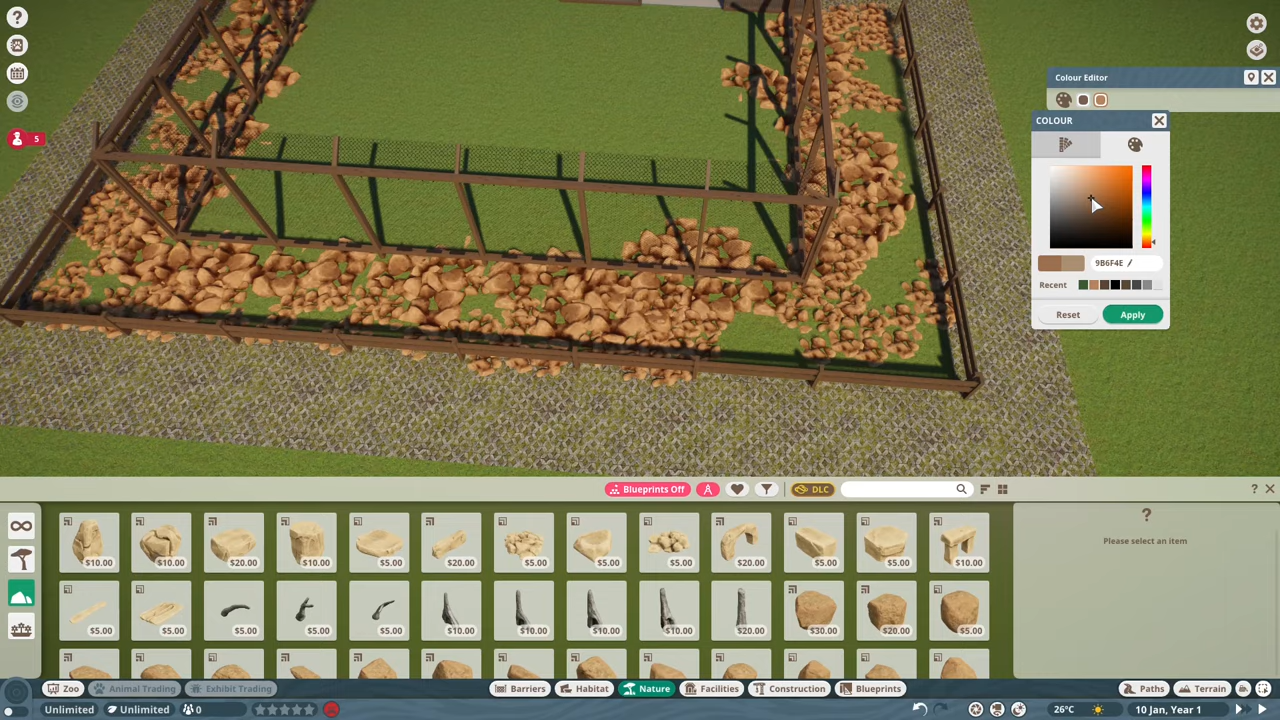 ?
5
Colour Editor
COLOUR
9B6F4E
Recent
Reset
Apply
Blueprints Off
DLC
?
?
Please select an item
$10.00 $10.00 $20.00 $10.00 $5.00 $20.00 $5.00 $5.00 $5.00 $20.00 $5.00 $5.00 $10.00
$5.00 $5.00 $5.00 $5.00 $5.00 $10.00 $10.00 $10.00 $10.00 $20.00 $30.00 $20.00 $5.00
Zoo Animal Trading Exhibit Trading Barriers Habitat Nature Facilities Construction Blueprints Paths Terrain
Unlimited Unlimited 0 26°C 10 Jan, Year 1